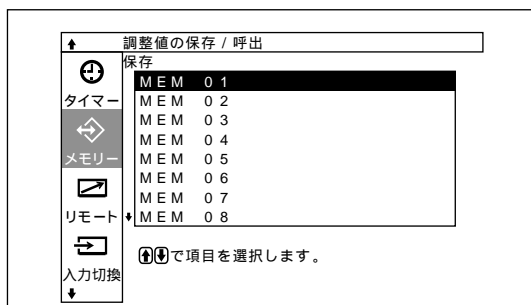 調整値の保存 / 呼出
保存
タイマー
メモリー
リモート
入力切換
MEM 01
MEM 02
MEM 03
MEM 04
MEM 05
MEM 06
MEM 07
MEM 08
で項目を選択します。